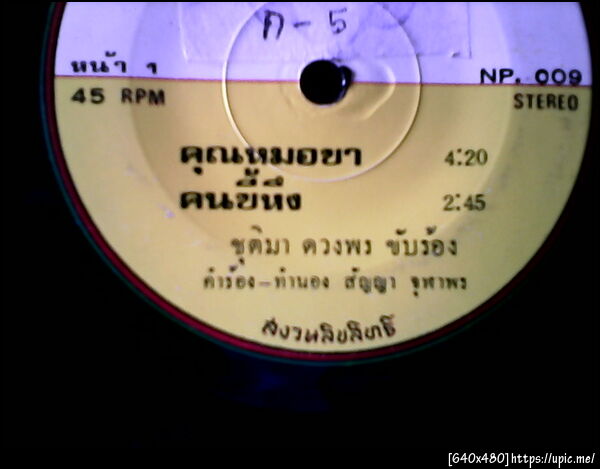 ก-5
หน้า 1
NP. 009
45 RPM
STEREO
คุณหมอขา 4:20
คนขี้หึง 2:45
ชุติมา ดวงพร ขับร้อง
คำร้อง-ทำนอง สัญญา จุฬาพร
สงวนลิขสิทธิ์
[640x480]https://upic.me/